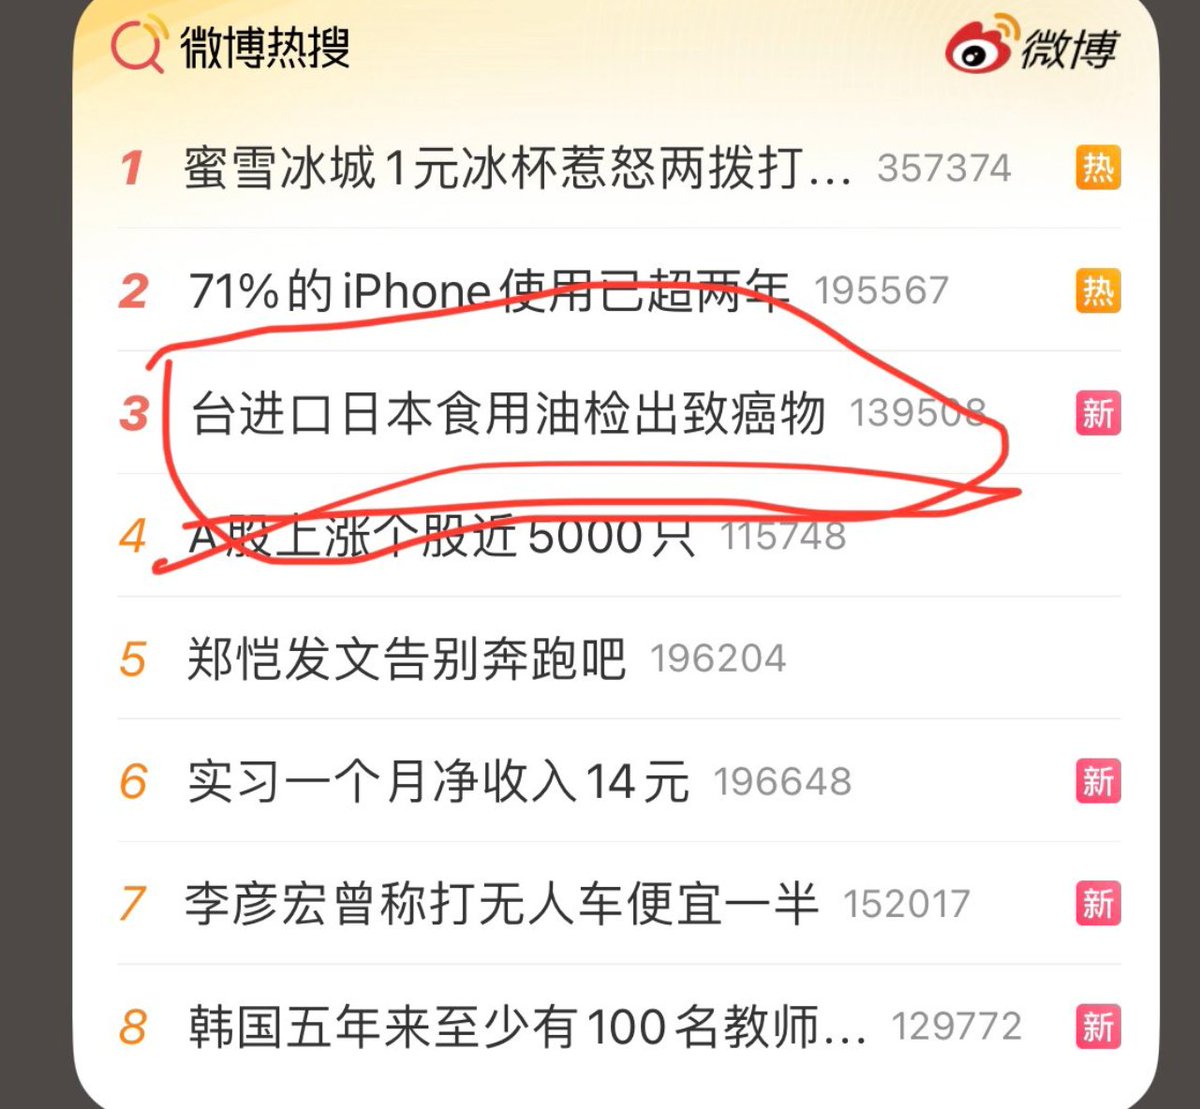 微博热搜
微博
1 蜜雪冰城1元冰杯惹怒两拨打... 357374 热
2 71%的iPhone使用已超两年 195567 热
3 台进口日本食用油检出致癌物 139508 新
4 A股上涨个股近5000只 115748
5 郑恺发文告别奔跑吧 196204
6 实习一个月净收入14元 196648 新
7 李彦宏曾称打无人车便宜一半 152017 新
8 韩国五年来至少有100名教师... 129772 新